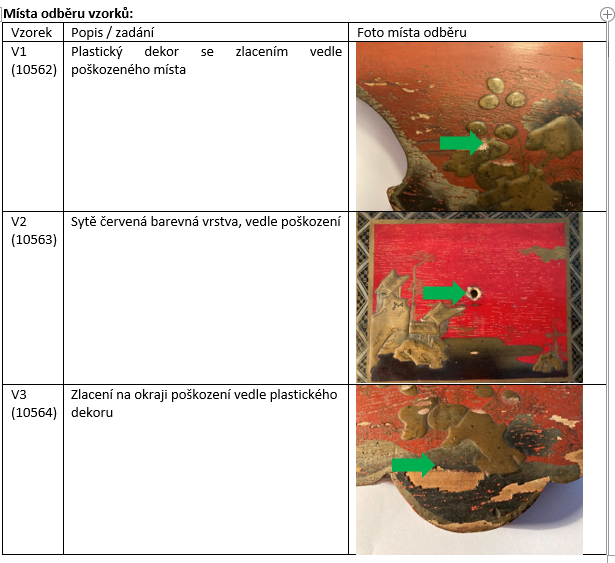 Místa odběru vzorků:
Vzorek Popis / zadání Foto místa odběru
V1 Plastický dekor se zlacením vedle
(10562) poškozeného místa
V2 Sytě červená barevná vrstva, vedle poškození
(10563)
V3 Zlacení na okraji poškození vedle plastického
(10564) dekoru